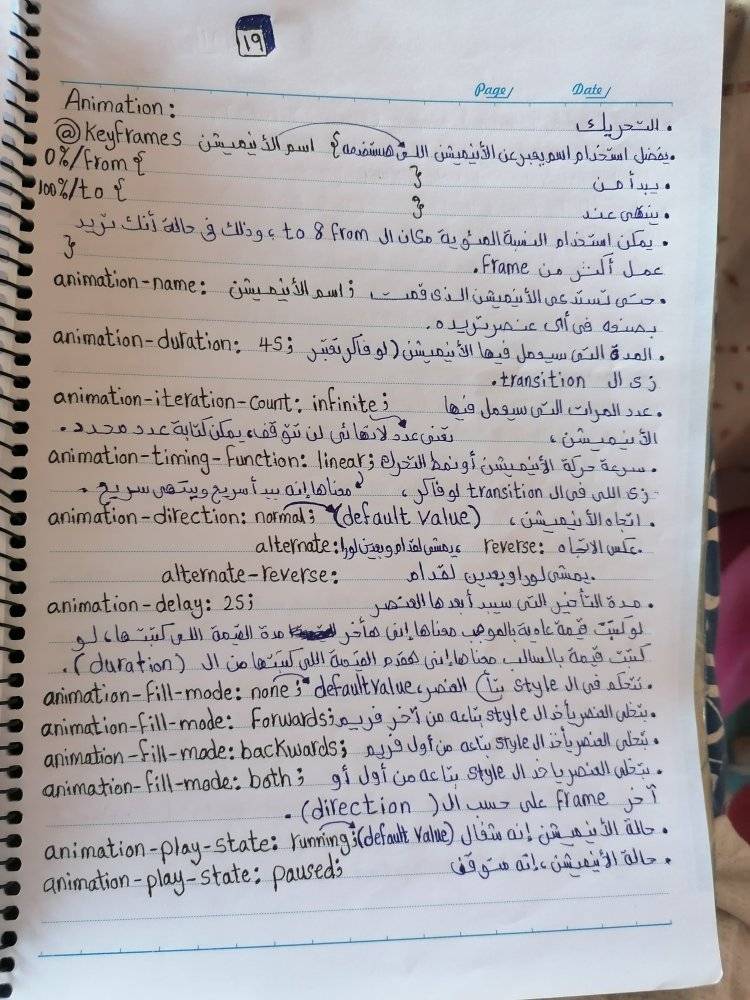 ١٩
Page/ Date/
Animation: • التحريك
@Keyframes اسم الأنيميشن { • يفضل استخدام اسم يعبر عن الأنيميشن اللي هستخدمه
0%/from { } • يبدأ من
100%/to { } • ينتهي عند
• يمكن استخدام النسبة المئوية مكان ال from & to، وذلك في حالة أنك تريد
} عمل أكثر من frame.
animation-name: اسم الأنيميشن; • حتى تستدعي الأنيميشن الذي قمت
بصنعه في أي عنصر تريده.
animation-duration: 4S; • المدة التي سيعمل فيها الأنيميشن (لو فاكر تعتبر
زي ال transition.
animation-iteration-count: infinite; • عدد المرات التي سيعمل فيها
الأنيميشن، تعني عدد لانهائي لن تتوقف، يمكن كتابة عدد محدد.
animation-timing-function: linear; • سرعة حركة الأنيميشن أو نمط التحرك
زي اللي في ال transition لو فاكر، معناها إنه يبدأ سريع وينتهي سريع.
animation-direction: normal; (default value) • اتجاه الأنيميشن،
• عكس الاتجاه reverse: ، يمشي لقدام وبعدين لورا alternate:
• يمشي لورا وبعدين لقدام alternate-reverse:
animation-delay: 2S; • مدة التأخير التي سيبدأ بعدها العنصر
لو كتبت قيمة عادية بالموجب معناها إني هأخر مدة القيمة اللي كتبتها، لو
كتبت قيمة بالسالب معناها إني هقدم القيمة اللي كتبتها من ال (duration).
animation-fill-mode: none; default value • تتحكم في ال style بتاع العنصر،
animation-fill-mode: Forwards; • بتخلي العنصر يأخذ ال style بتاعه من آخر فريم
animation-fill-mode: backwards; • بتخلي العنصر يأخذ ال style بتاعه من أول فريم
animation-fill-mode: both; • بتخلي العنصر ياخد ال style بتاعه من أول أو
آخر frame على حسب ال (direction).
animation-play-state: running; (default value) • حالة الأنيميشن إنه شغال
animation-play-state: paused; • حالة الأنيميشن، إنه متوقف